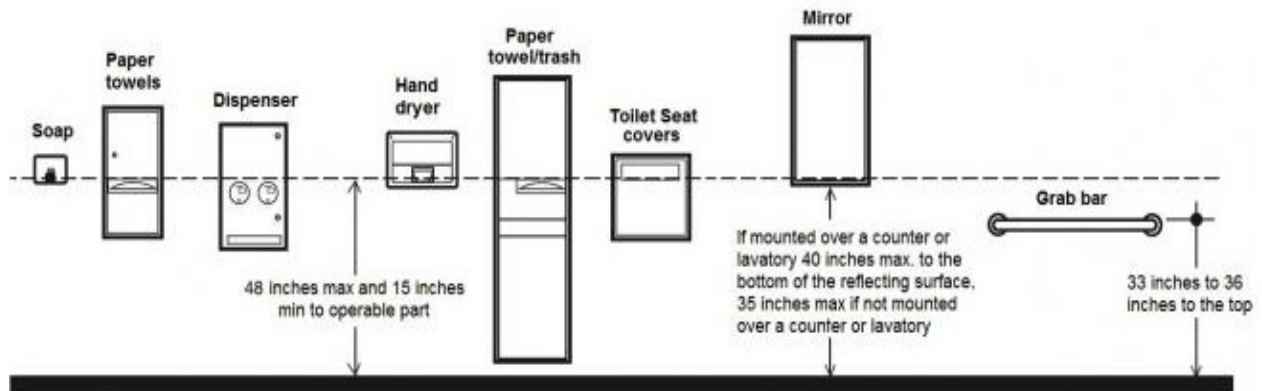 Soap
Paper
towels
Dispenser
Hand
dryer
Paper
towel/trash
Toilet Seat
covers
Mirror
Grab bar
48 inches max and 15 inches
min to operable part
If mounted over a counter or
lavatory 40 inches max. to the
bottom of the reflecting surface,
35 inches max if not mounted
over a counter or lavatory
33 inches to 36
inches to the top